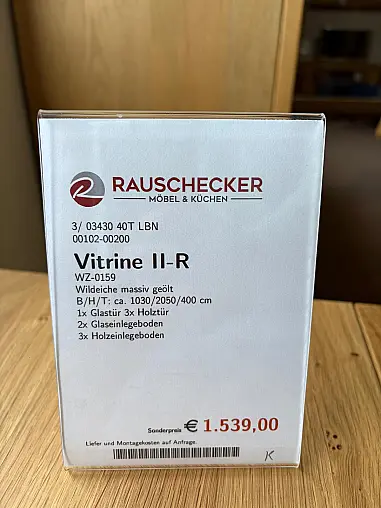 RAUSCHECKER
MÖBEL & KÜCHEN
3/ 03430 40T LBN
00102-00200
Vitrine II-R
WZ-0159
Wildeiche massiv geölt
B/H/T: ca. 1030/2050/400 cm
1x Glastür 3x Holztür
2x Glaseinlegeboden
3x Holzeinlegeboden
Sonderpreis € 1.539,00
Liefer und Montagekosten auf Anfrage.
K